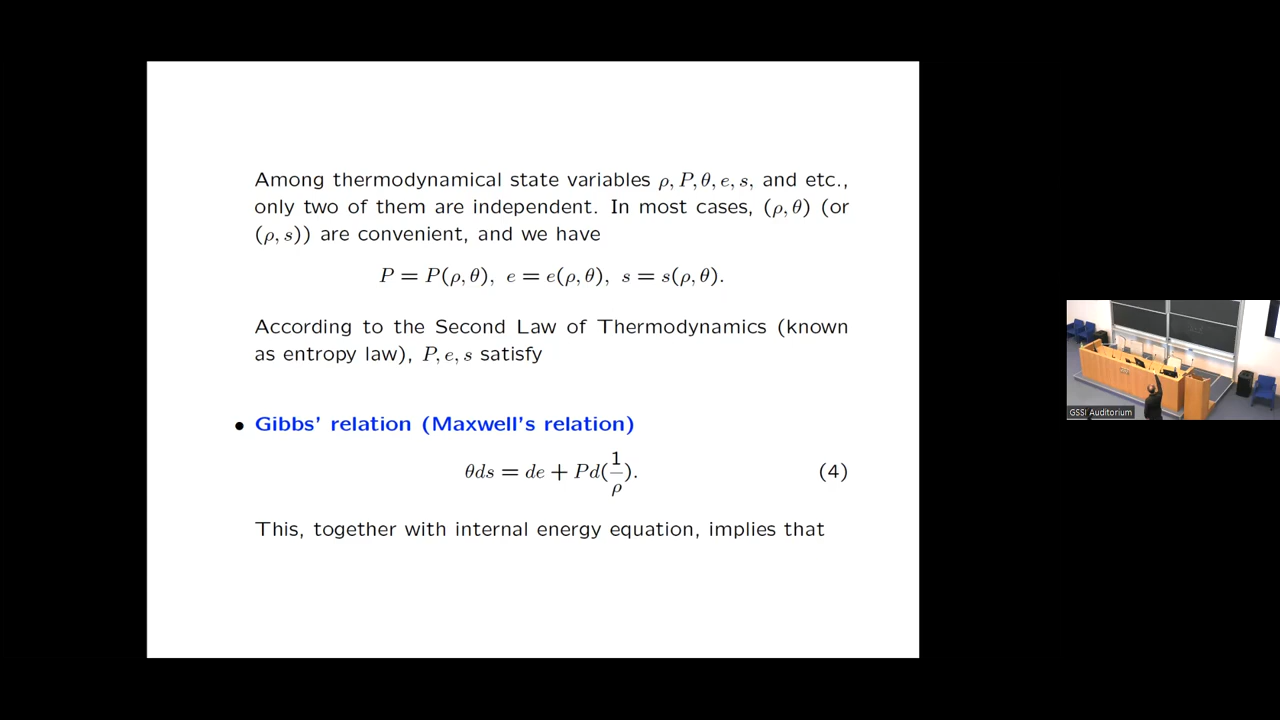 Among thermodynamical state variables ρ, P, θ, e, s, and etc.,
only two of them are independent. In most cases, (ρ, θ) (or
(ρ, s)) are convenient, and we have
P = P(ρ, θ), e = e(ρ, θ), s = s(ρ, θ).
According to the Second Law of Thermodynamics (known
as entropy law), P, e, s satisfy
• Gibbs' relation (Maxwell's relation)
θds = de + Pd(1/ρ). (4)
This, together with internal energy equation, implies that
GSSI Auditorium